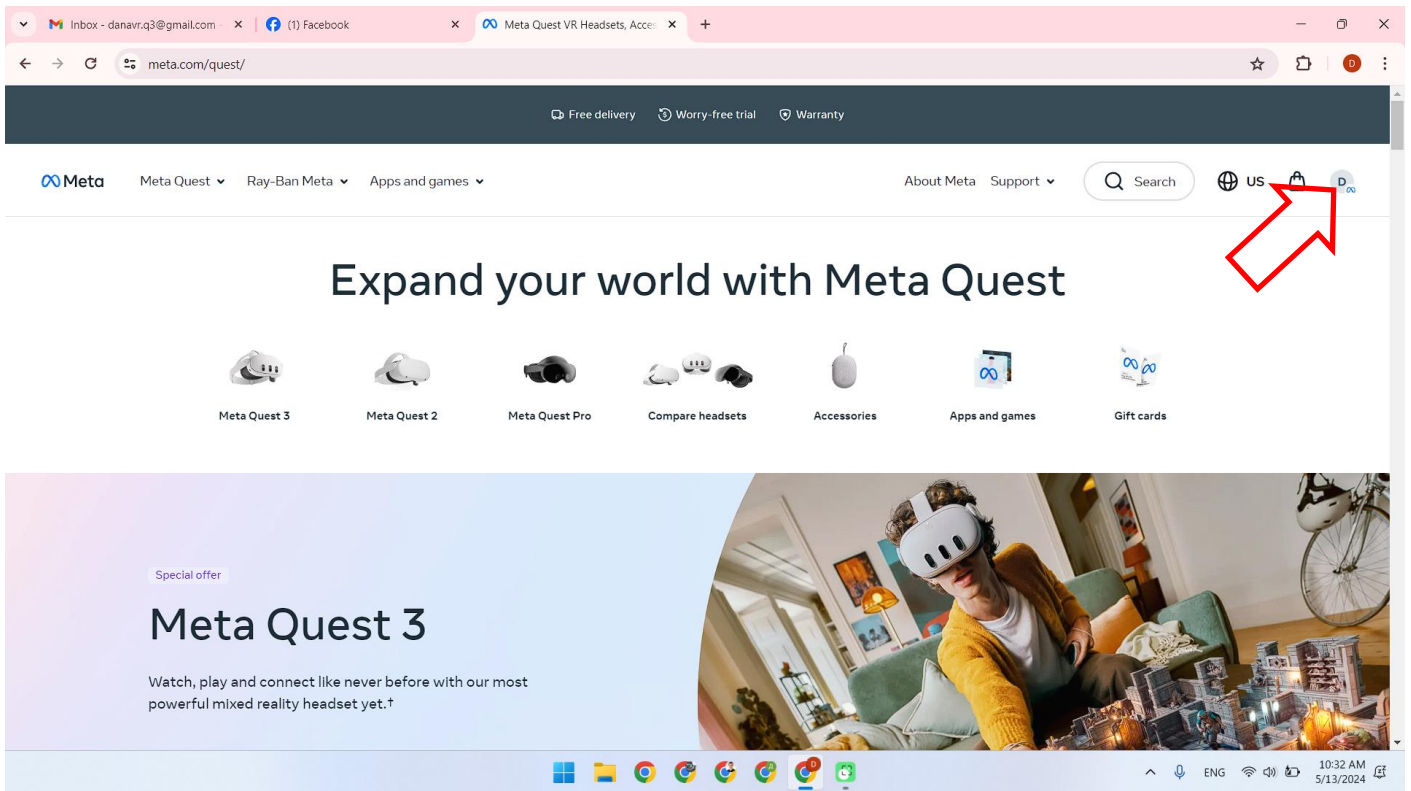 Inbox - danavr.q3@gmail.com -
(1) Facebook
Meta Quest VR Headsets, Acces
meta.com/quest/
D
Free delivery
Worry-free trial
Warranty
Meta
Meta Quest
Ray-Ban Meta
Apps and games
About Meta
Support
Search
US
D
Expand your world with Meta Quest
Meta Quest 3
Meta Quest 2
Meta Quest Pro
Compare headsets
Accessories
Apps and games
Gift cards
Special offer
Meta Quest 3
Watch, play and connect like never before with our most
powerful mixed reality headset yet.†
D
ENG
10:32 AM
5/13/2024